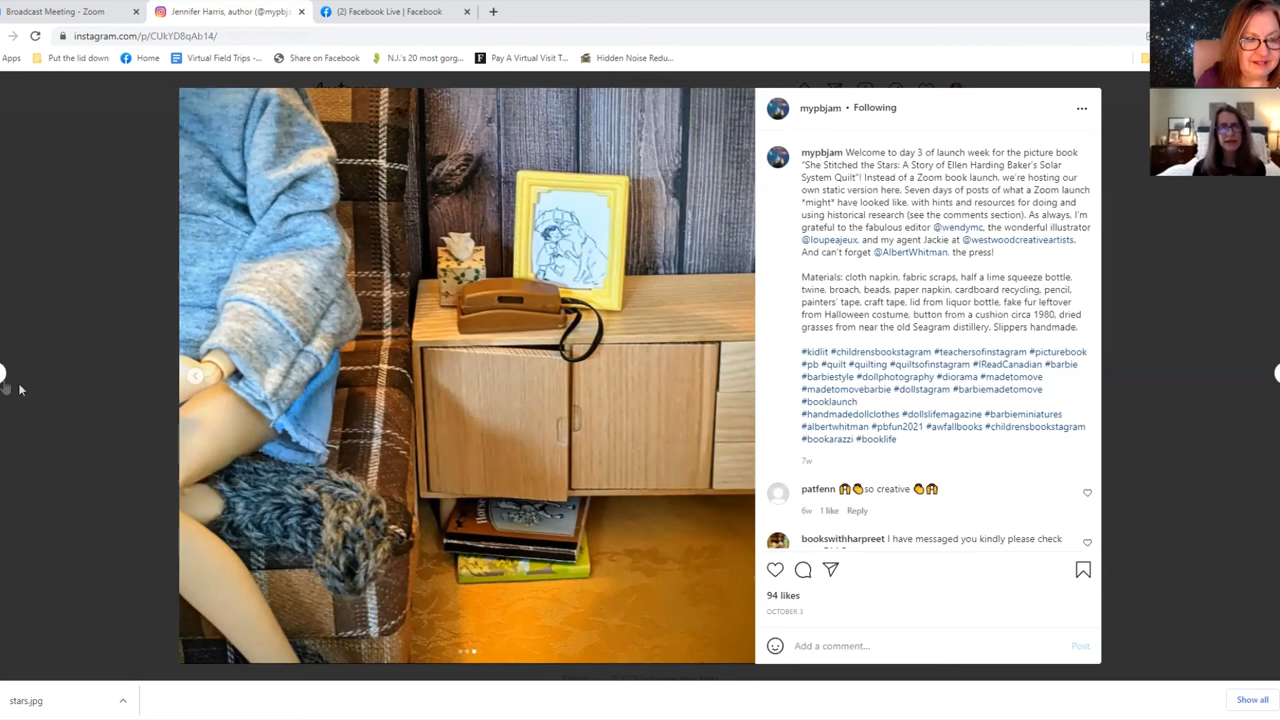 Broadcast Meeting - Zoom
Jennifer Harris, author (@mypbja
(2) Facebook Live | Facebook
instagram.com/p/CUkYD8qAb14/
Apps Put the lid down Home Virtual Field Trips -... Share on Facebook N.J.'s 20 most gorg... Pay A Virtual Visit T... Hidden Noise Redu...
mypbjam • Following
mypbjam Welcome to day 3 of launch week for the picture book
"She Stitched the Stars: A Story of Ellen Harding Baker's Solar
System Quilt"! Instead of a Zoom book launch, we're hosting our
own static version here. Seven days of posts of what a Zoom launch
*might* have looked like, with hints and resources for doing and
using historical research (see the comments section). As always, I'm
grateful to the fabulous editor @wendymc, the wonderful illustrator
@loupeajeux, and my agent Jackie at @westwoodcreativeartists.
And can't forget @AlbertWhitman, the press!
Materials: cloth napkin, fabric scraps, half a lime squeeze bottle,
twine, broach, beads, paper napkin, cardboard recycling, pencil,
painters' tape, craft tape, lid from liquor bottle, fake fur leftover
from Halloween costume, button from a cushion circa 1980, dried
grasses from near the old Seagram distillery. Slippers handmade.
#kidlit #childrensbookstagram #teachersofinstagram #picturebook
#pb #quilt #quilting #quiltsofinstagram #IReadCanadian #barbie
#barbiestyle #dollphotography #diorama #madetomove
#madetomovebarbie #dollstagram #barbiemadetomove
#booklaunch
#handmadedollclothes #dollslifemagazine #barbieminiatures
#albertwhitman #pbfun2021 #awfallbooks #childrensbookstagram
#bookarazzi #booklife
7w
patfenn 🙌👏so creative 👏🙌
6w 1 like Reply
bookswithharpreet I have messaged you kindly please check
94 likes
OCTOBER 3
Add a comment... Post
stars.jpg
Show all